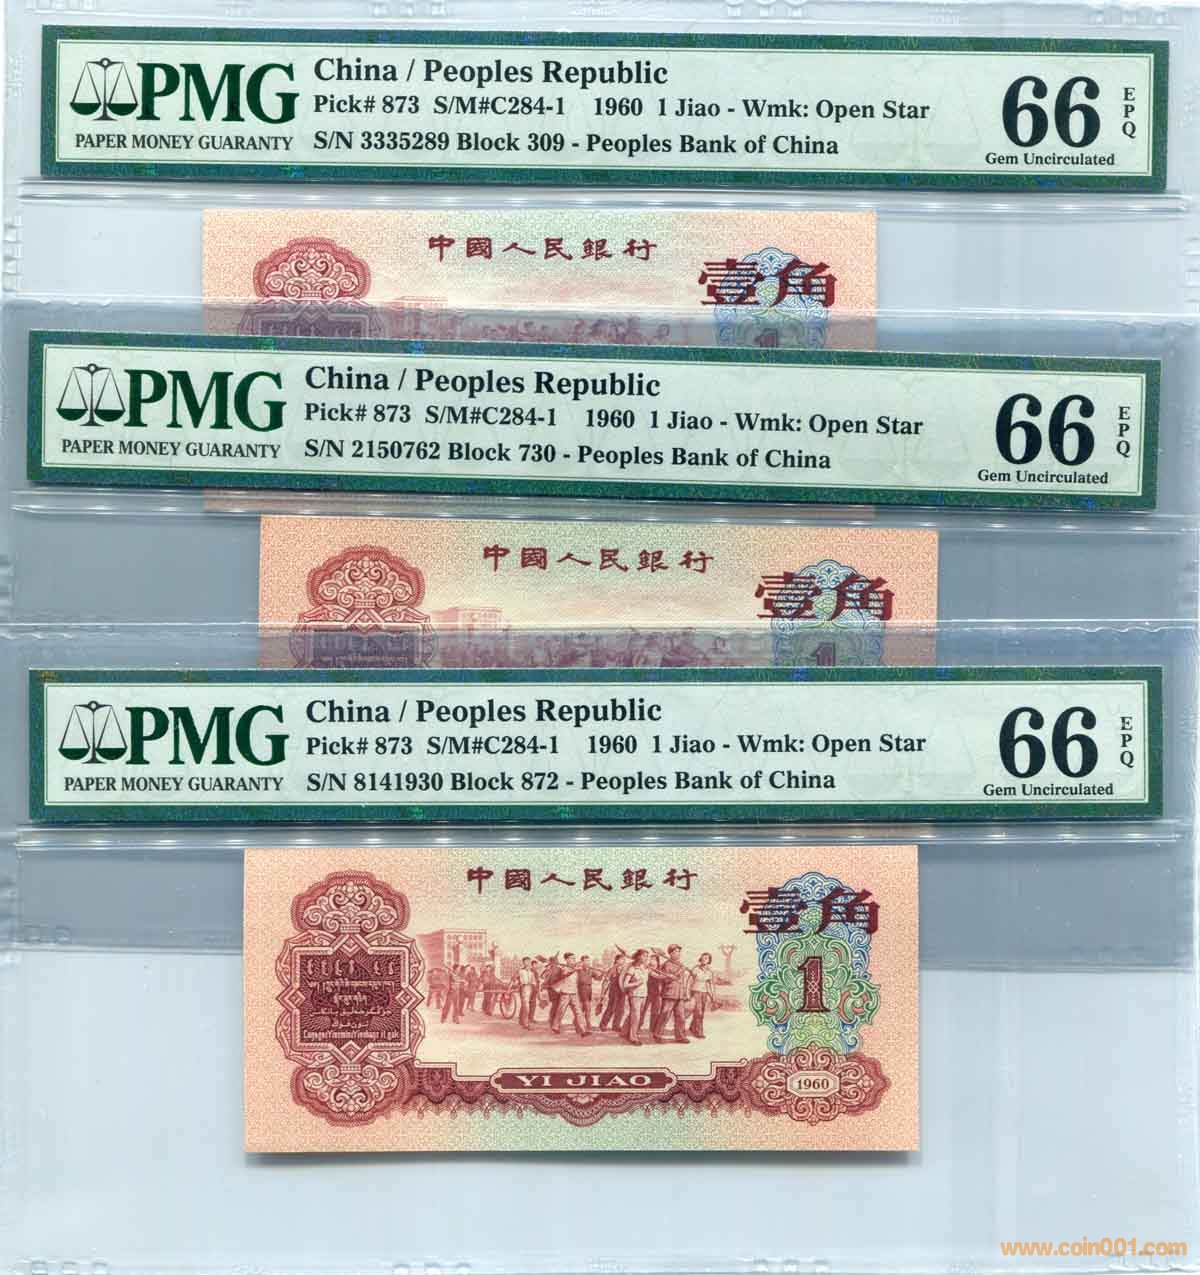 PMG
PAPER MONEY GUARANTY
China / Peoples Republic
Pick# 873 S/M#C284-1 1960 1 Jiao - Wmk: Open Star
S/N 3335289 Block 309 - Peoples Bank of China
66
EPQ
Gem Uncirculated
中國人民銀行
壹角
1
PMG
PAPER MONEY GUARANTY
China / Peoples Republic
Pick# 873 S/M#C284-1 1960 1 Jiao - Wmk: Open Star
S/N 2150762 Block 730 - Peoples Bank of China
66
EPQ
Gem Uncirculated
中國人民銀行
壹角
1
PMG
PAPER MONEY GUARANTY
China / Peoples Republic
Pick# 873 S/M#C284-1 1960 1 Jiao - Wmk: Open Star
S/N 8141930 Block 872 - Peoples Bank of China
66
EPQ
Gem Uncirculated
中國人民銀行
壹角
1
YI JIAO
1960
www.coin001.com